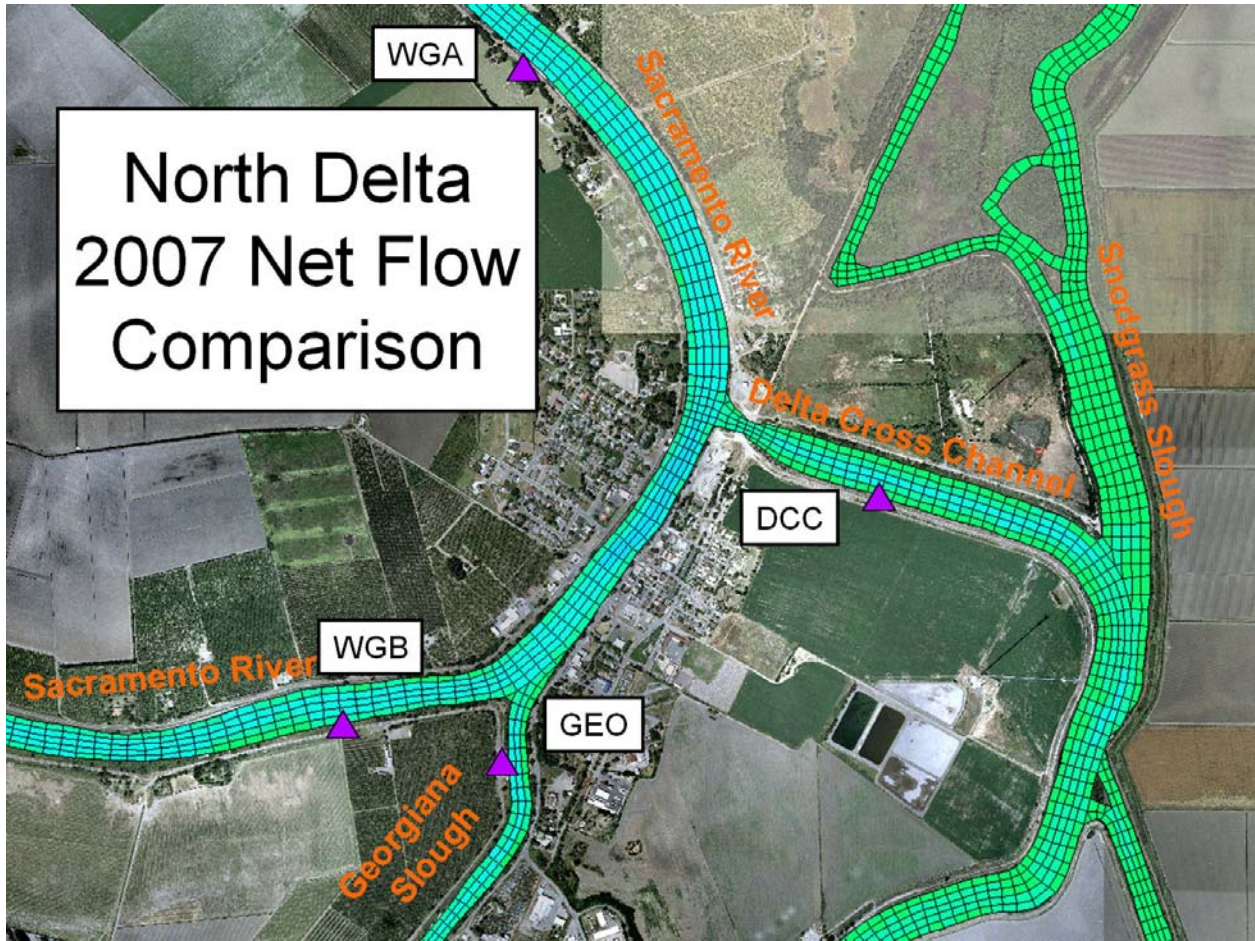 WGA
Sacramento River
North Delta
2007 Net Flow
Comparison
Snodgrass Slough
Delta Cross Channel
DCC
WGB
Sacramento River
GEO
Georgiana
Slough